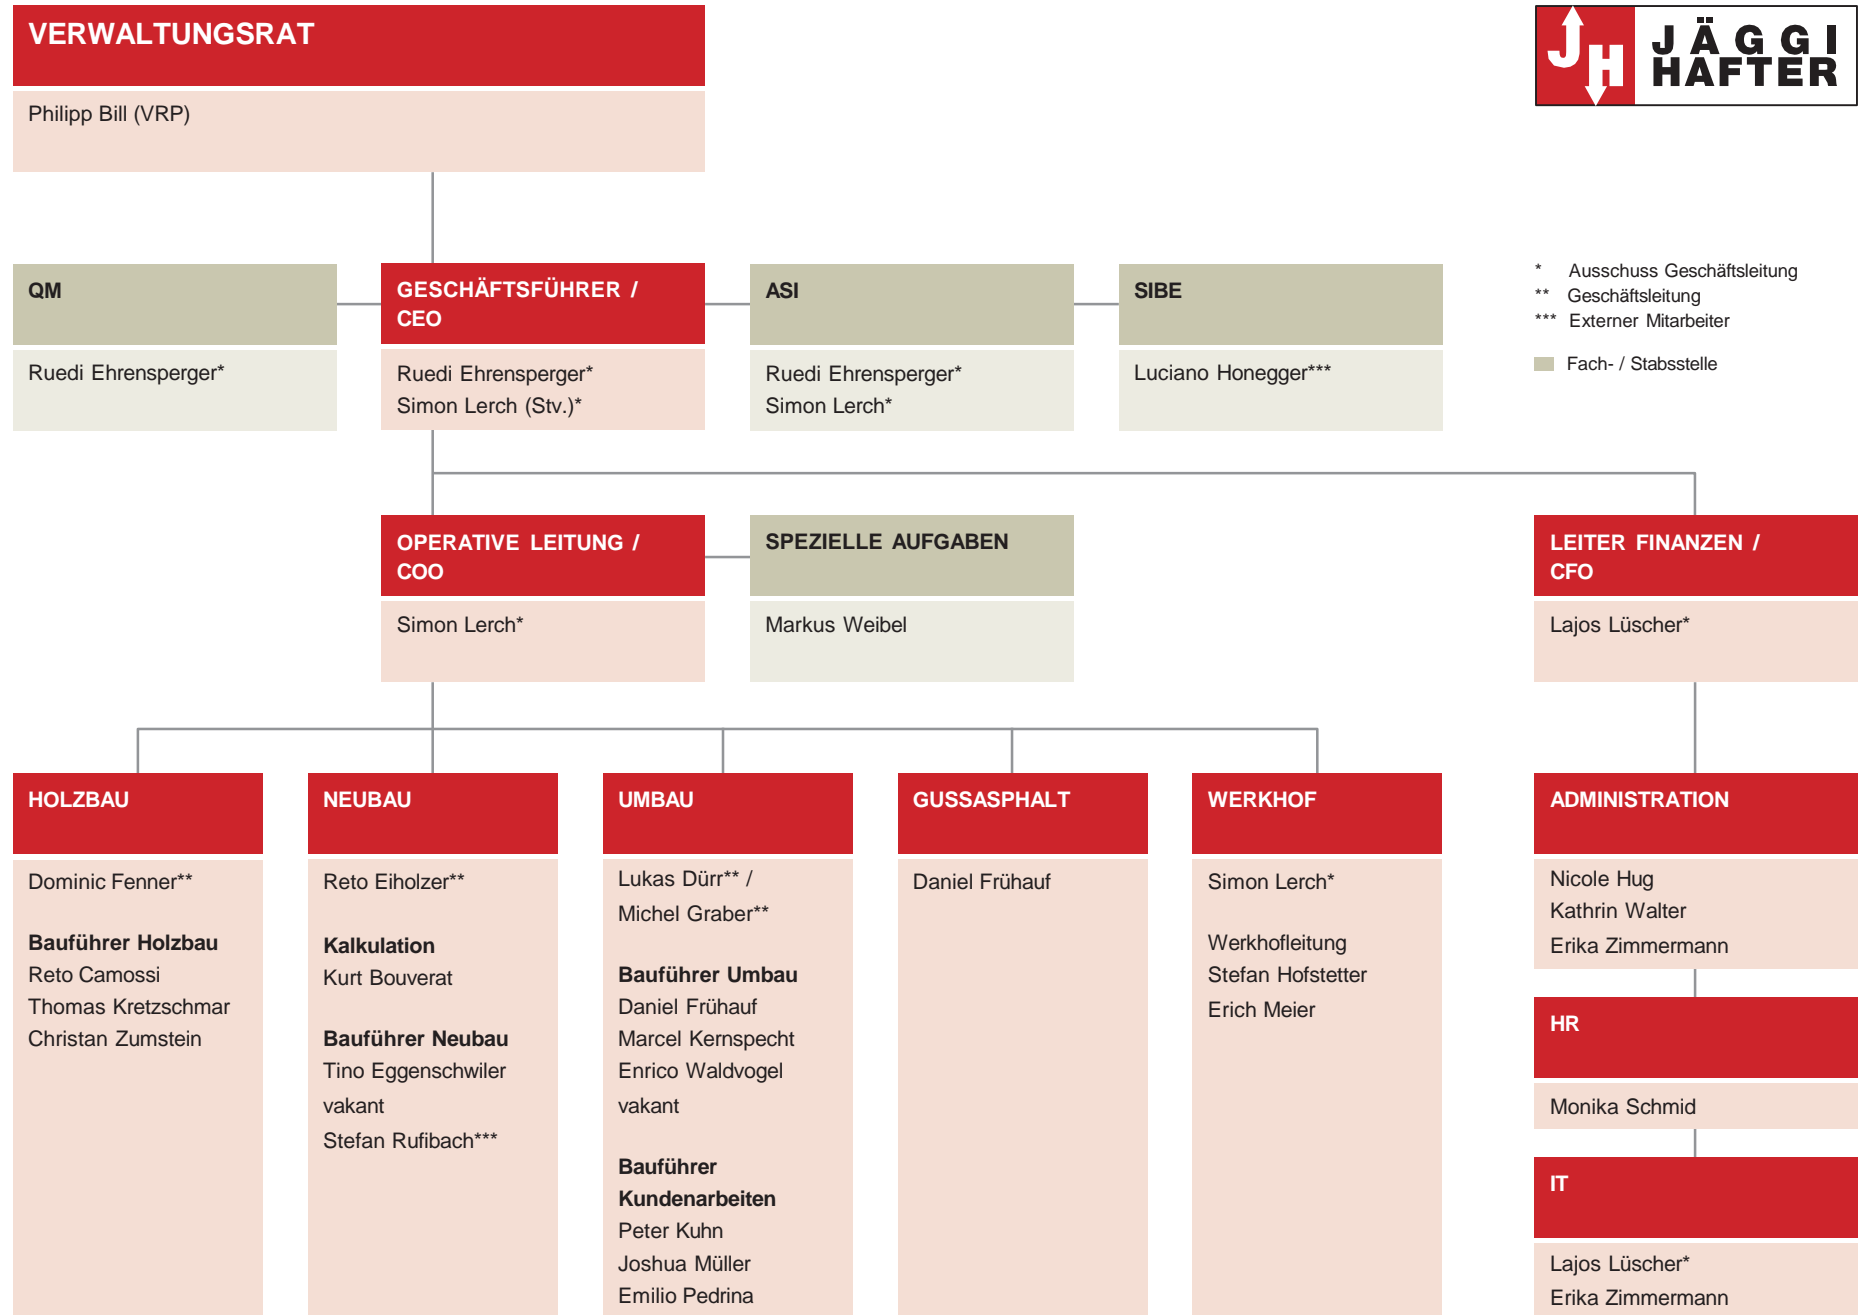 VERWALTUNGSRAT
Philipp Bill (VRP)
JH JÄGGI
HAFTER
QM
Ruedi Ehrensperger*
GESCHÄFTSFÜHRER /
CEO
Ruedi Ehrensperger*
Simon Lerch (Stv.)*
ASI
Ruedi Ehrensperger*
Simon Lerch*
SIBE
Luciano Honegger***
* Ausschuss Geschäftsleitung
** Geschäftsleitung
*** Externer Mitarbeiter
Fach- / Stabsstelle
OPERATIVE LEITUNG /
COO
Simon Lerch*
SPEZIELLE AUFGABEN
Markus Weibel
LEITER FINANZEN /
CFO
Lajos Lüscher*
HOLZBAU
Dominic Fenner**
Bauführer Holzbau
Reto Camossi
Thomas Kretzschmar
Christan Zumstein
NEUBAU
Reto Eiholzer**
Kalkulation
Kurt Bouverat
Bauführer Neubau
Tino Eggenschwiler
vakant
Stefan Rufibach***
UMBAU
Lukas Dürr** /
Michel Graber**
Bauführer Umbau
Daniel Frühauf
Marcel Kernspecht
Enrico Waldvogel
vakant
Bauführer
Kundenarbeiten
Peter Kuhn
Joshua Müller
Emilio Pedrina
GUSSASPHALT
Daniel Frühauf
WERKHOF
Simon Lerch*
Werkhofleitung
Stefan Hofstetter
Erich Meier
ADMINISTRATION
Nicole Hug
Kathrin Walter
Erika Zimmermann
HR
Monika Schmid
IT
Lajos Lüscher*
Erika Zimmermann